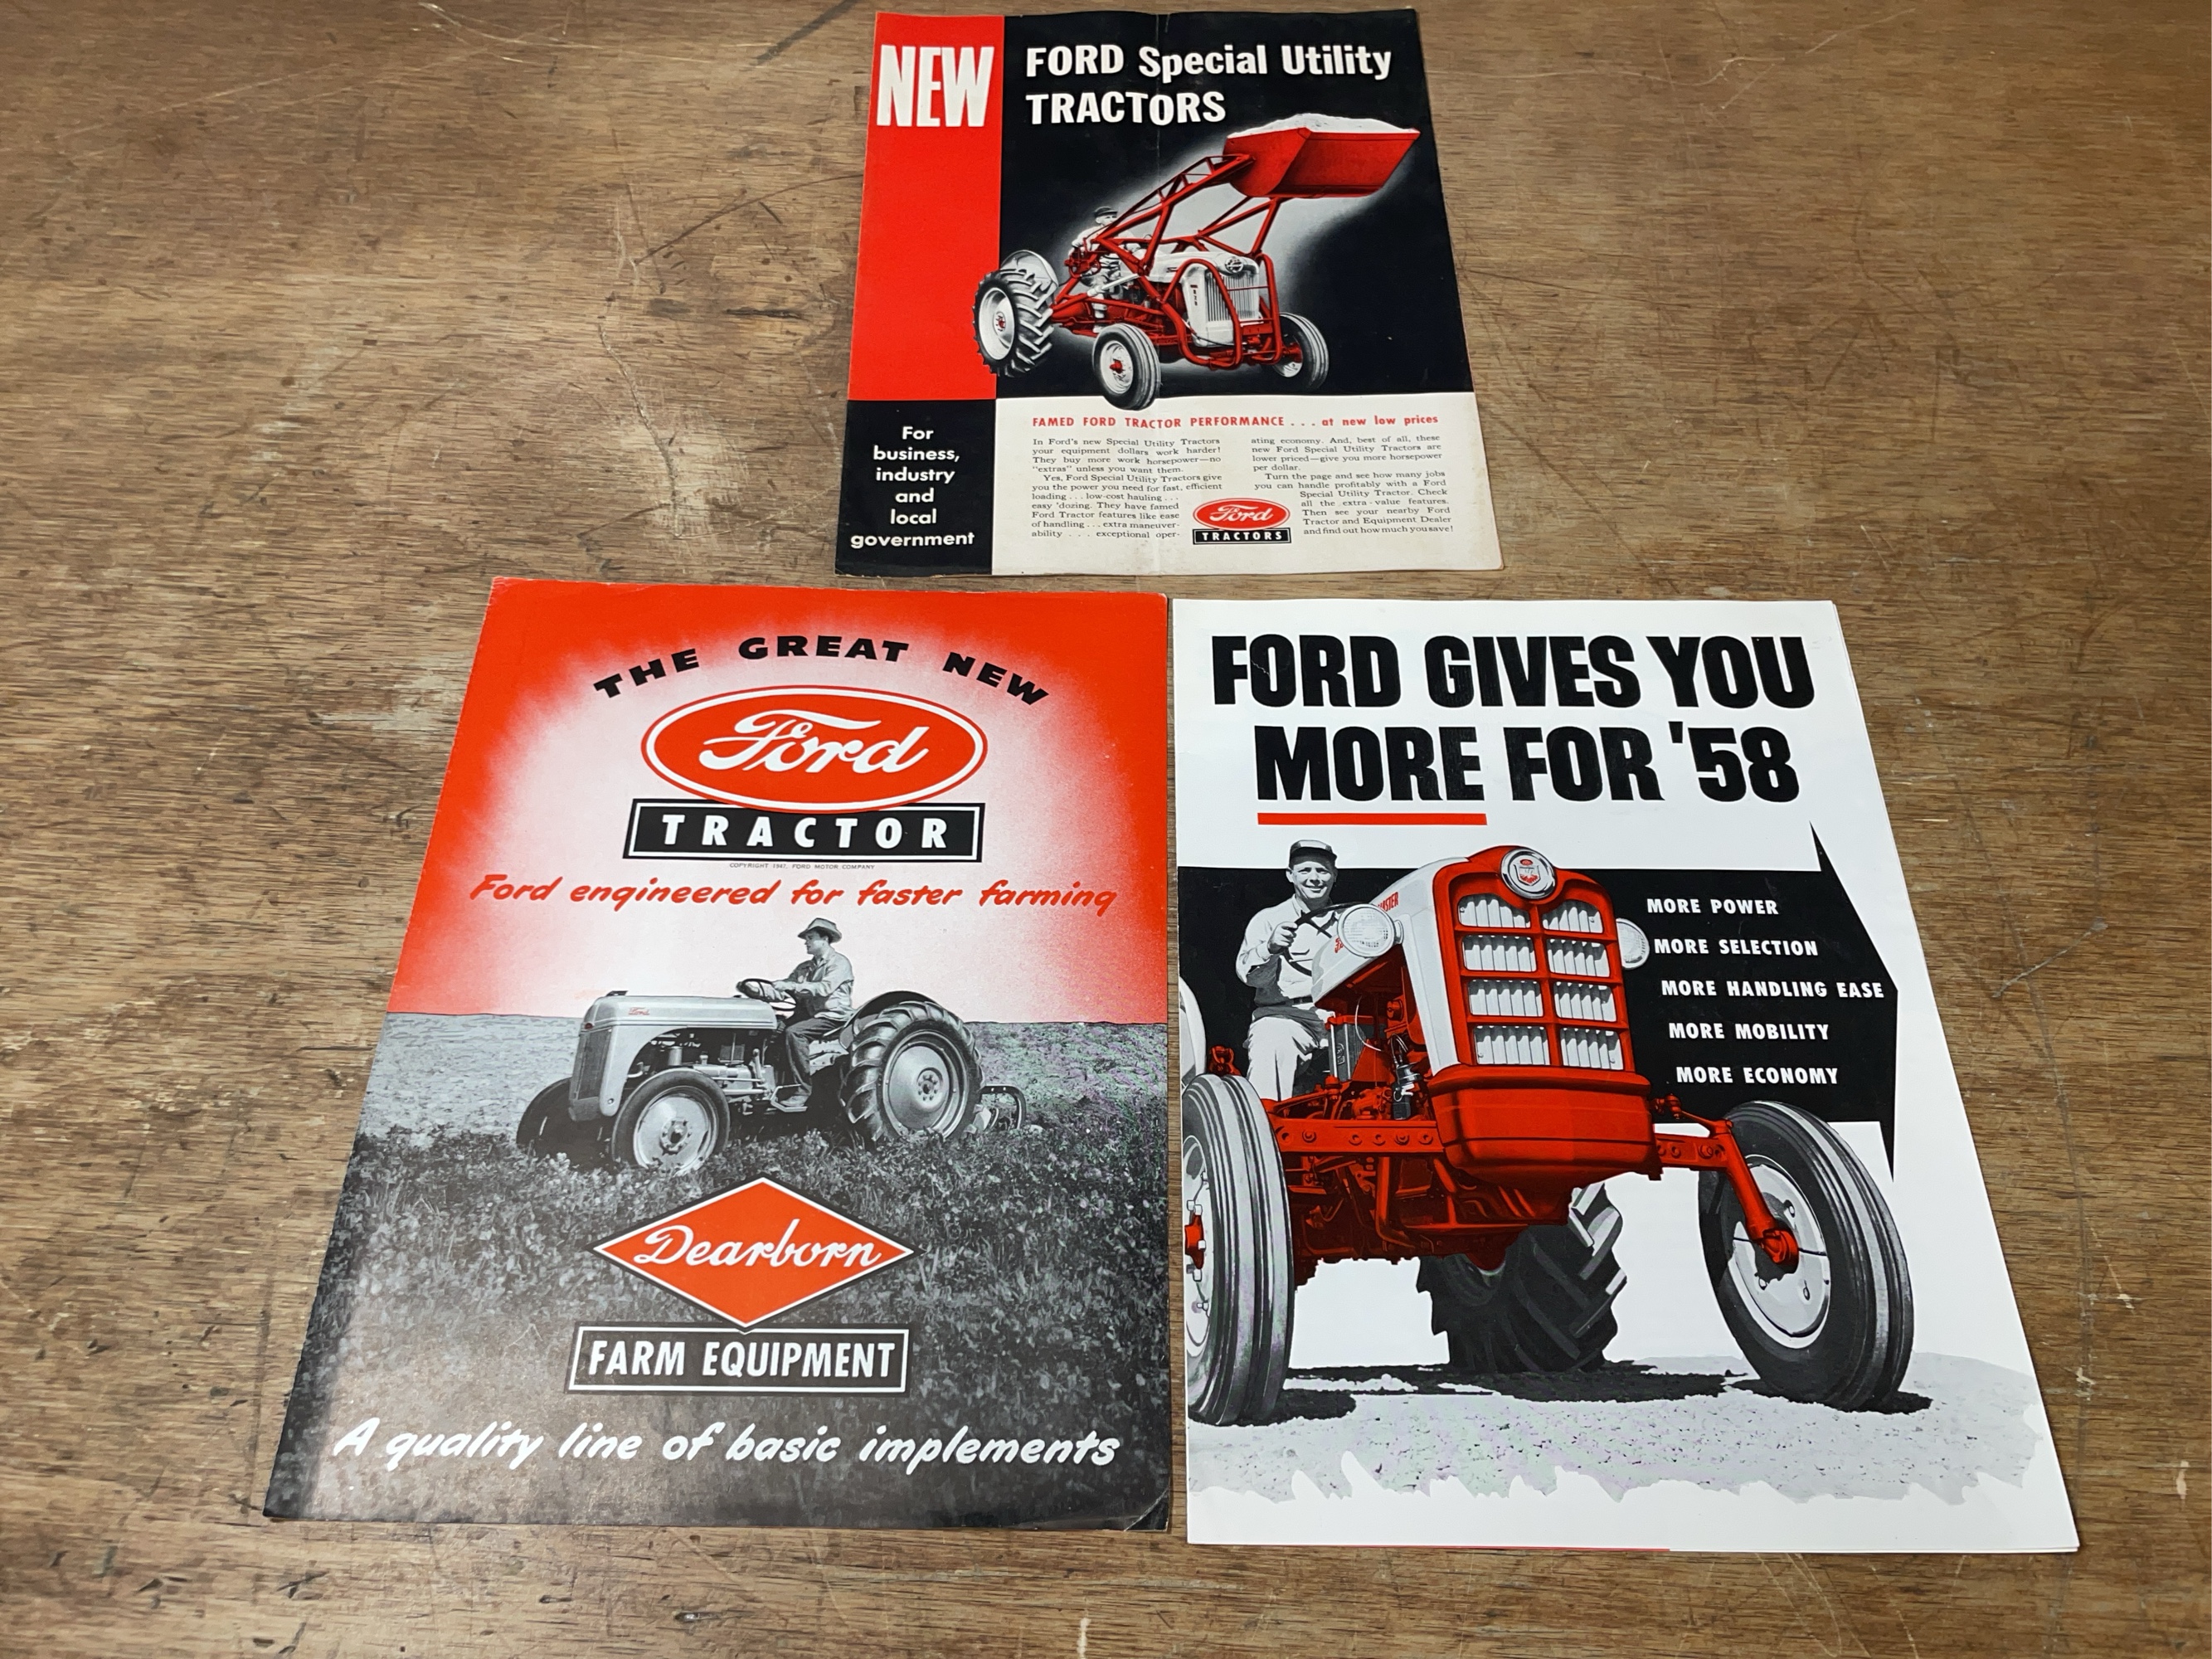 NEW
FORD Special Utility
TRACTORS
For
business,
industry
and
local
government
FAMED FORD TRACTOR PERFORMANCE . . . at new low prices
In Ford's new Special Utility Tractors
your equipment dollars work harder!
They buy more work horsepower—no
"extras" unless you want them.
Yes, Ford Special Utility Tractors give
you the power you need for fast, efficient
loading . . . low-cost hauling . . .
easy 'dozing. They have famed
Ford Tractor features like ease
of handling . . . extra maneuver-
ability . . . exceptional oper-
ating economy. And, best of all, these
new Ford Special Utility Tractors are
lower priced—give you more horsepower
per dollar.
Turn the page and see how many jobs
you can handle profitably with a Ford
Special Utility Tractor. Check
all the extra-value features.
Then see your nearby Ford
Tractor and Equipment Dealer
and find out how much you save!
Ford
TRACTORS
THE GREAT NEW
Ford
TRACTOR
COPYRIGHT 1947, FORD MOTOR COMPANY
Ford engineered for faster farming
Ford
Dearborn
FARM EQUIPMENT
A quality line of basic implements
FORD GIVES YOU
MORE FOR '58
MORE POWER
MORE SELECTION
MORE HANDLING EASE
MORE MOBILITY
MORE ECONOMY